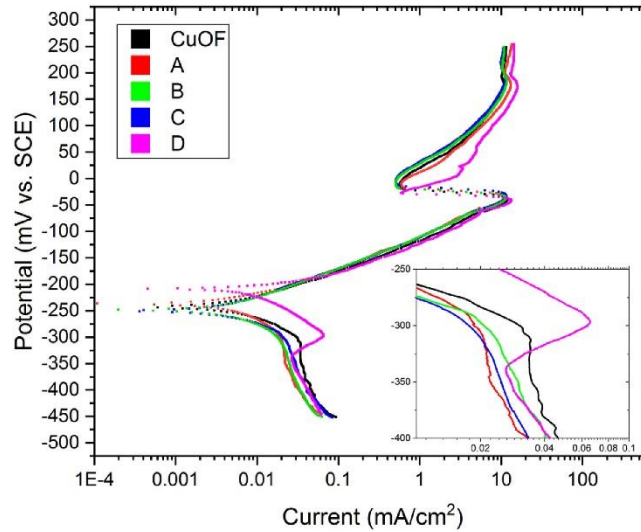 300
250
200
150
100
50
0
-50
-100
-150
-200
-250
-300
-350
-400
-450
-500
Potential (mV vs. SCE)
CuOF
A
B
C
D
-250
-300
-350
-400
0.02 0.04 0.06 0.08 0.1
1E-4 0.001 0.01 0.1 1 10 100
Current (mA/cm²)